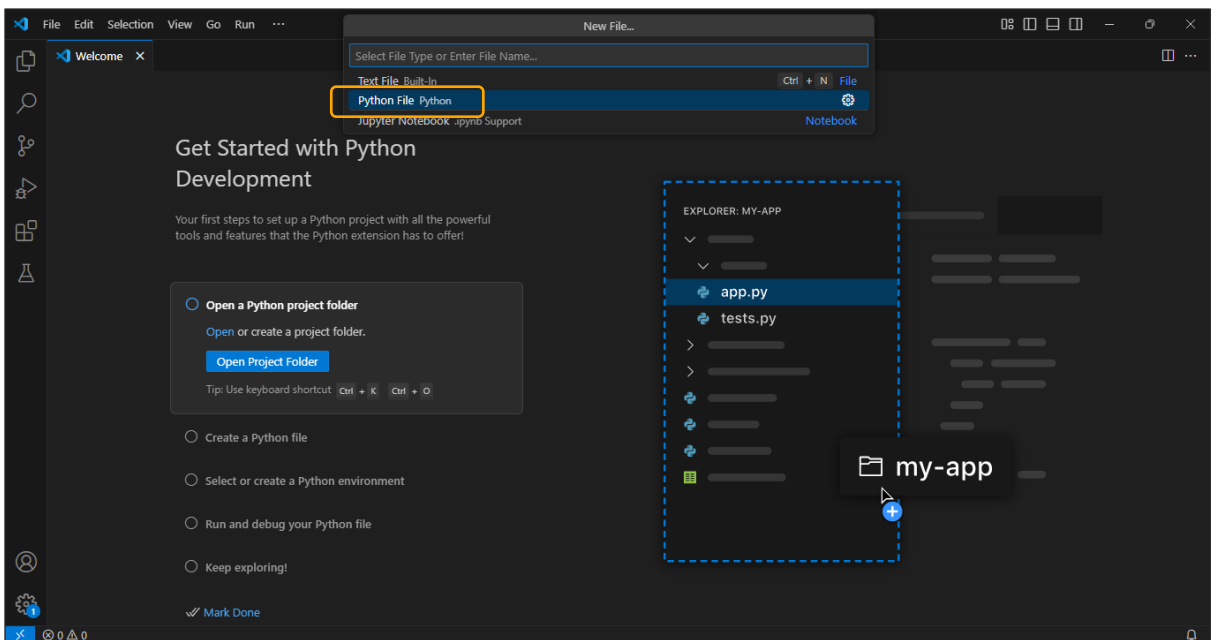 File Edit Selection View Go Run ···
New File...
Welcome
Select File Type or Enter File Name...
Text File Built-In Ctrl + N File
Python File Python
Jupyter Notebook .ipynb Support Notebook
Get Started with Python
Development
Your first steps to set up a Python project with all the powerful
tools and features that the Python extension has to offer!
Open a Python project folder
Open or create a project folder.
Open Project Folder
Tip: Use keyboard shortcut Ctrl + K Ctrl + O
Create a Python file
Select or create a Python environment
Run and debug your Python file
Keep exploring!
Mark Done
EXPLORER: MY-APP
app.py
tests.py
my-app
1
0 0